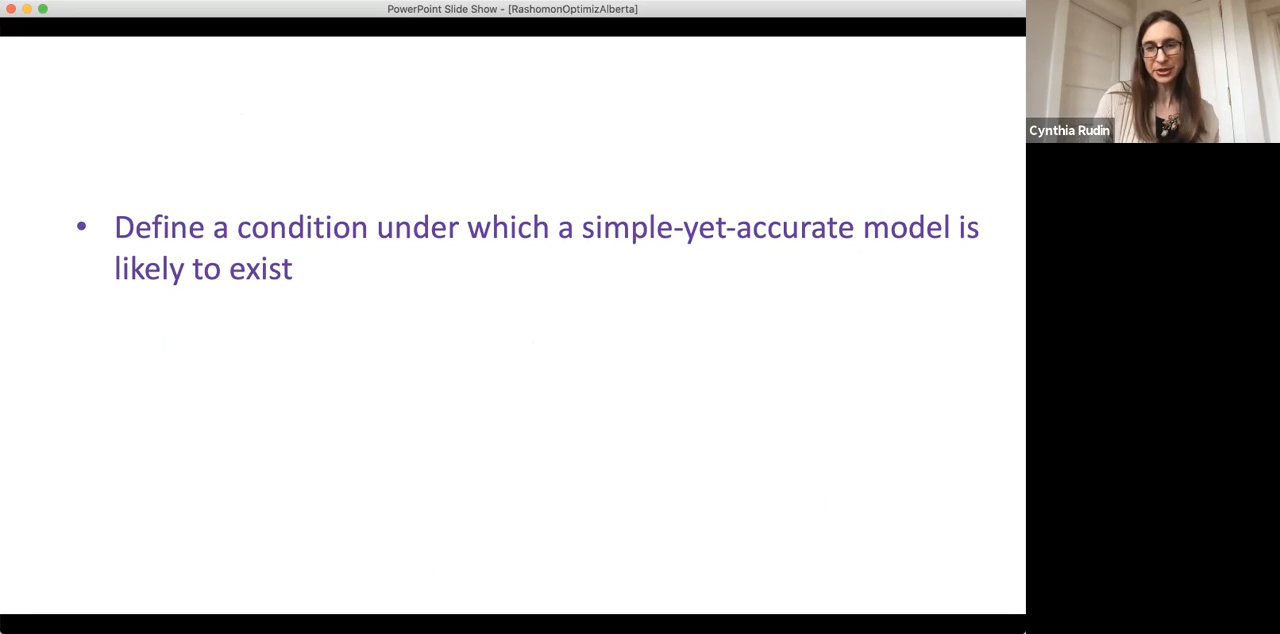 PowerPoint Slide Show - [RashomonOptimizAlberta]
Cynthia Rudin
• Define a condition under which a simple-yet-accurate model is
likely to exist